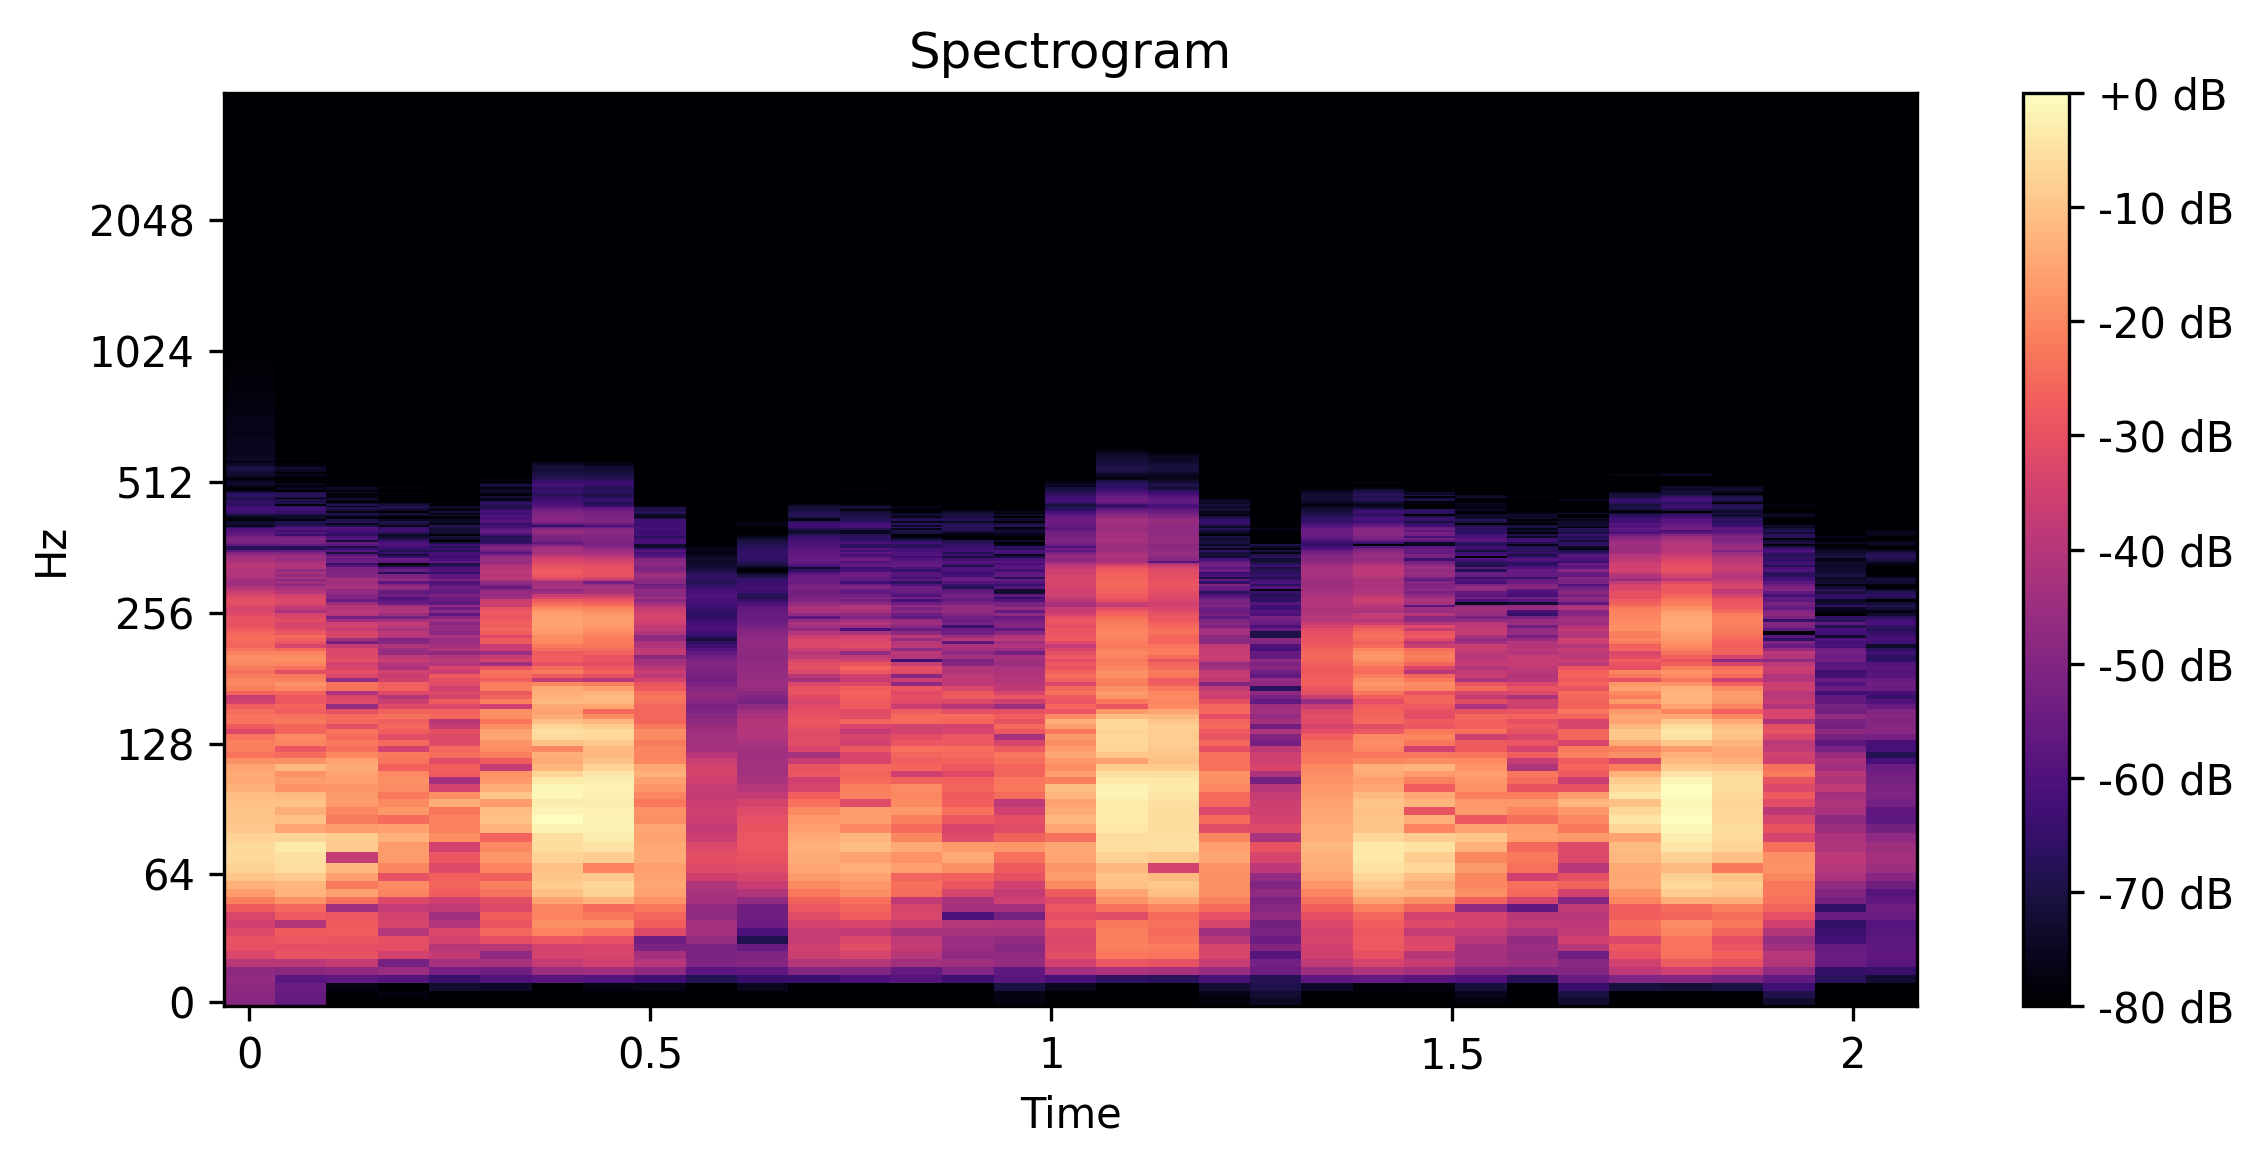 Spectrogram
Hz
2048
1024
512
256
128
64
0
0 0.5 1 1.5 2
Time
+0 dB
-10 dB
-20 dB
-30 dB
-40 dB
-50 dB
-60 dB
-70 dB
-80 dB